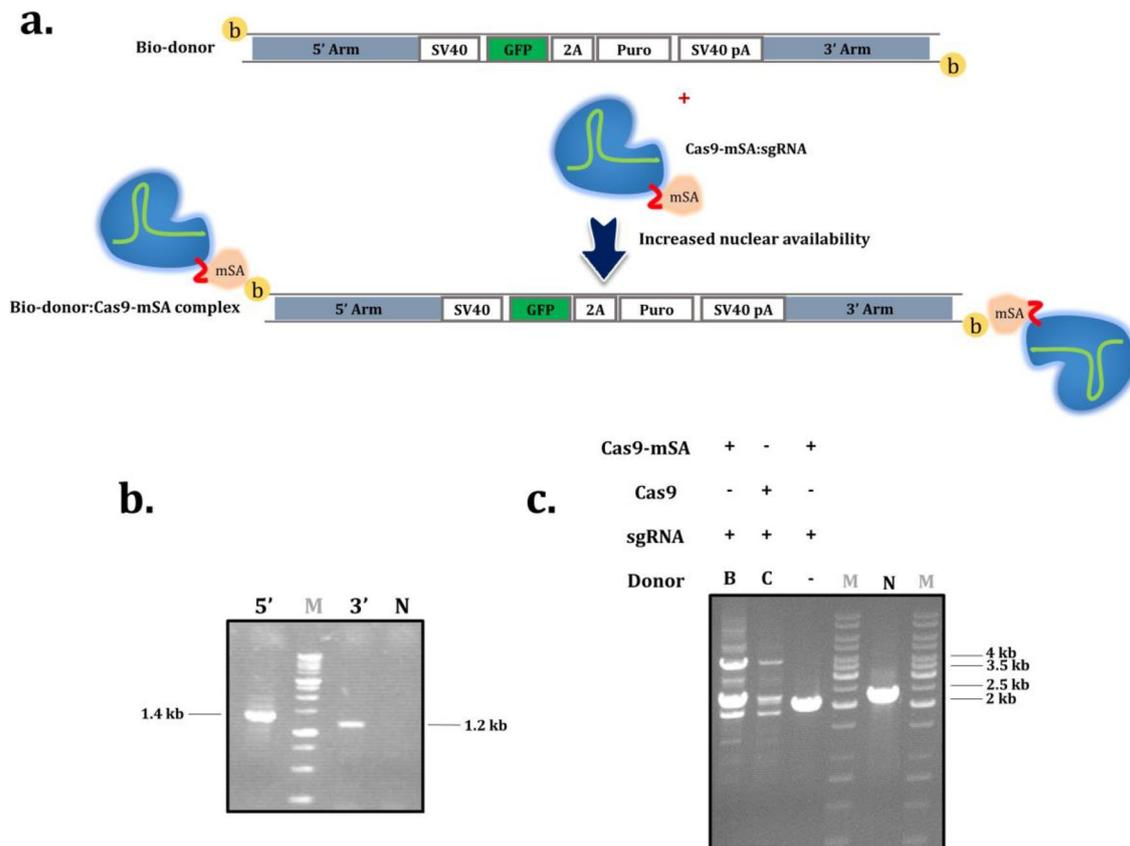 a.
b
Bio-donor
5' Arm SV40 GFP 2A Puro SV40 pA 3' Arm
b
+
Cas9-mSA:sgRNA
mSA
Increased nuclear availability
mSA
b
Bio-donor:Cas9-mSA complex
5' Arm SV40 GFP 2A Puro SV40 pA 3' Arm
b
mSA
Cas9-mSA + - +
Cas9 - + -
sgRNA + + +
Donor B C - M N M
b.
5' M 3' N
1.4 kb
1.2 kb
c.
4 kb
3.5 kb
2.5 kb
2 kb